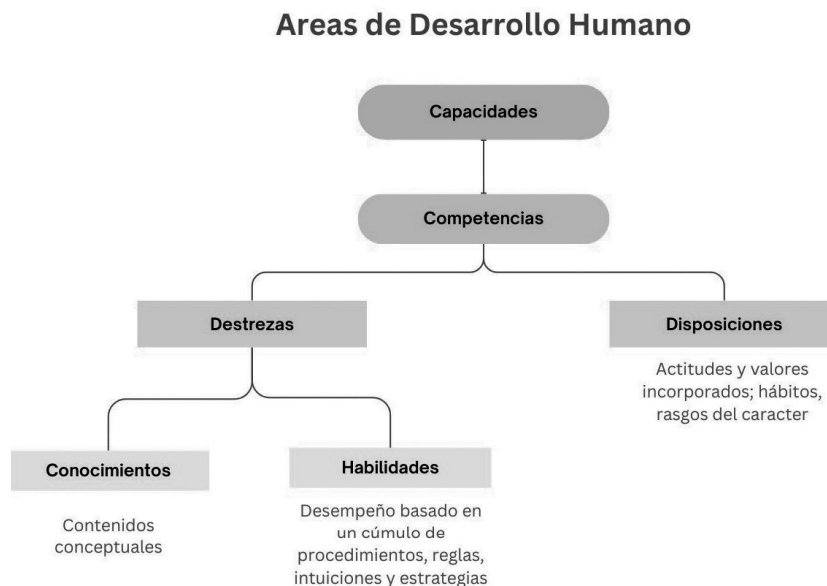 Areas de Desarrollo Humano
Capacidades
Competencias
Destrezas
Disposiciones
Actitudes y valores
incorporados; hábitos,
rasgos del caracter
Conocimientos
Habilidades
Contenidos
conceptuales
Desempeño basado en
un cúmulo de
procedimientos, reglas,
intuiciones y estrategias